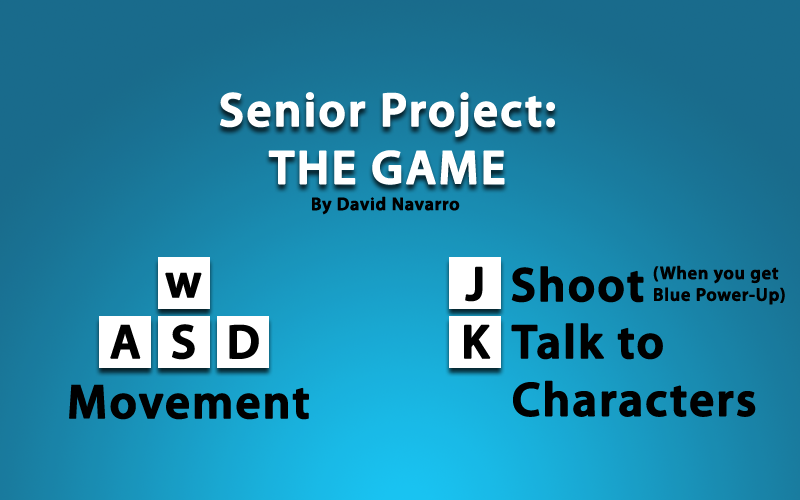 Senior Project:
THE GAME
By David Navarro
W
A S D
Movement
J Shoot (When you get
Blue Power-Up)
K Talk to
Characters